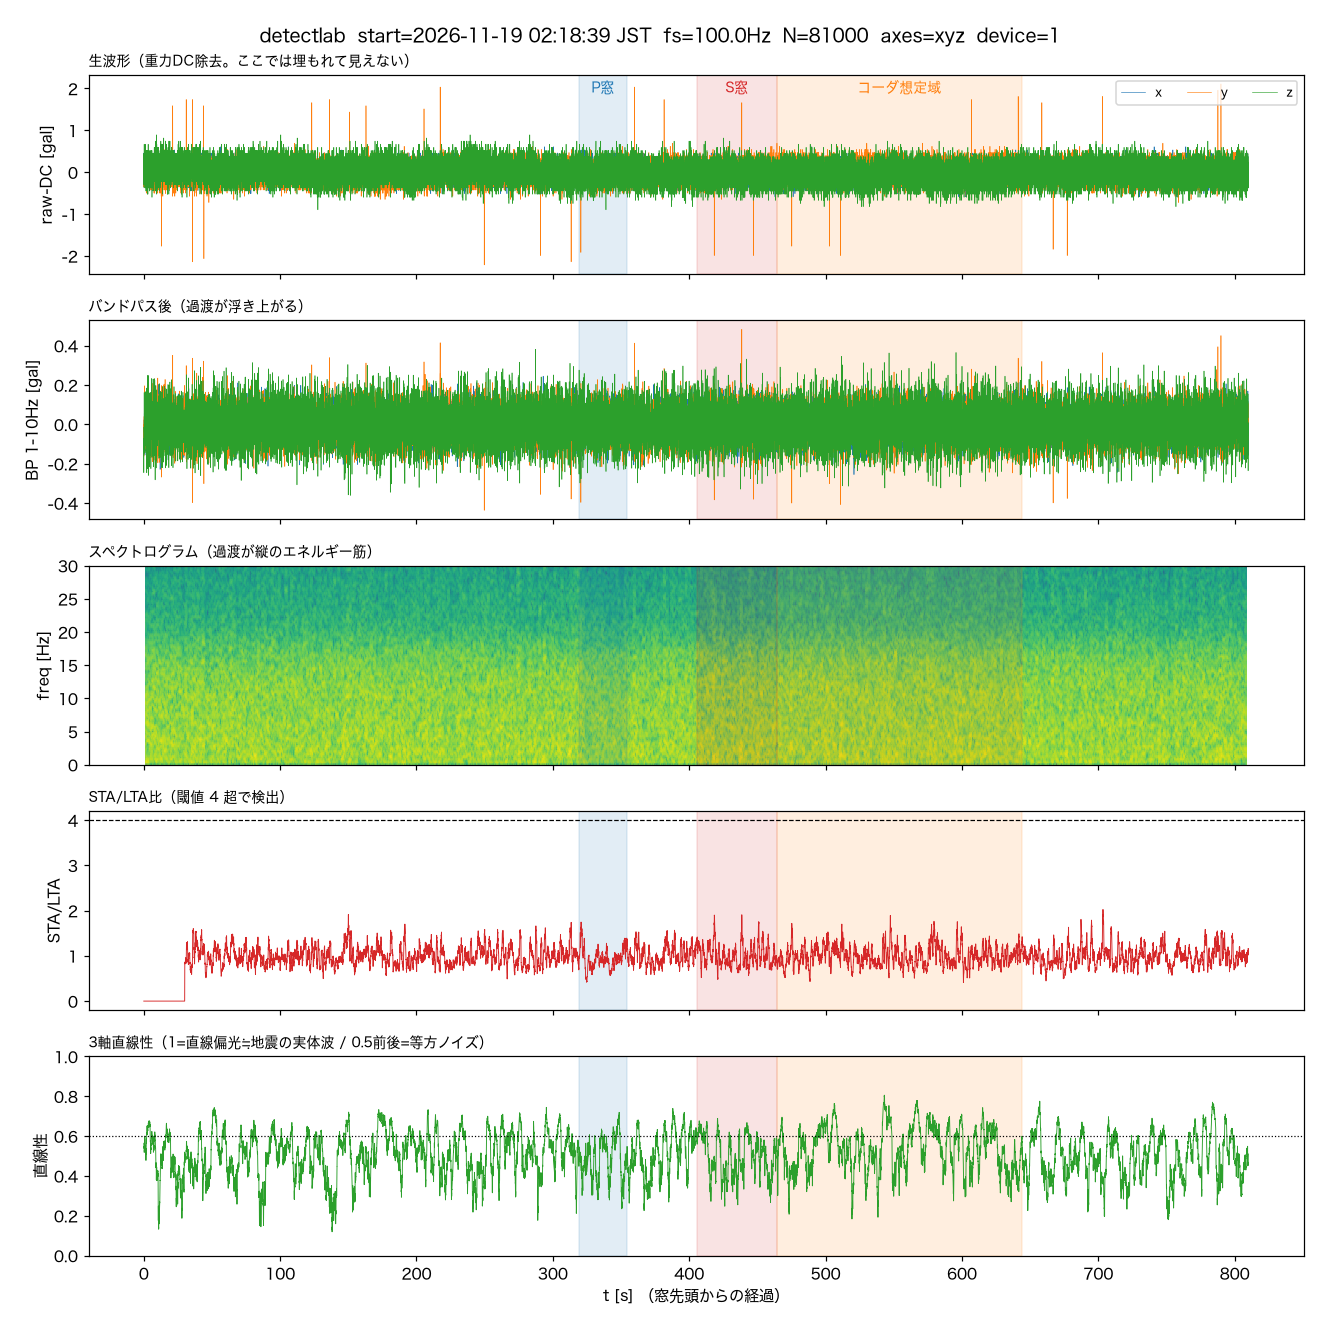 detectlab start=2026-11-19 02:18:39 JST fs=100.0Hz N=81000 axes=xyz device=1
生波形（重力DC除去。ここでは埋もれて見えない）
P窓 S窓 コーダ想定域
x y z
raw-DC [gal]
2
1
0
-1
-2
バンドパス後（過渡が浮き上がる）
BP 1-10Hz [gal]
0.4
0.2
0.0
-0.2
-0.4
スペクトログラム（過渡が縦のエネルギー筋）
freq [Hz]
30
25
20
15
10
5
0
STA/LTA比（閾値 4 超で検出）
STA/LTA
4
3
2
1
0
3軸直線性（1=直線偏光≒地震の実体波 / 0.5前後=等方ノイズ）
直線性
1.0
0.8
0.6
0.4
0.2
0.0
0 100 200 300 400 500 600 700 800
t [s] （窓先頭からの経過）